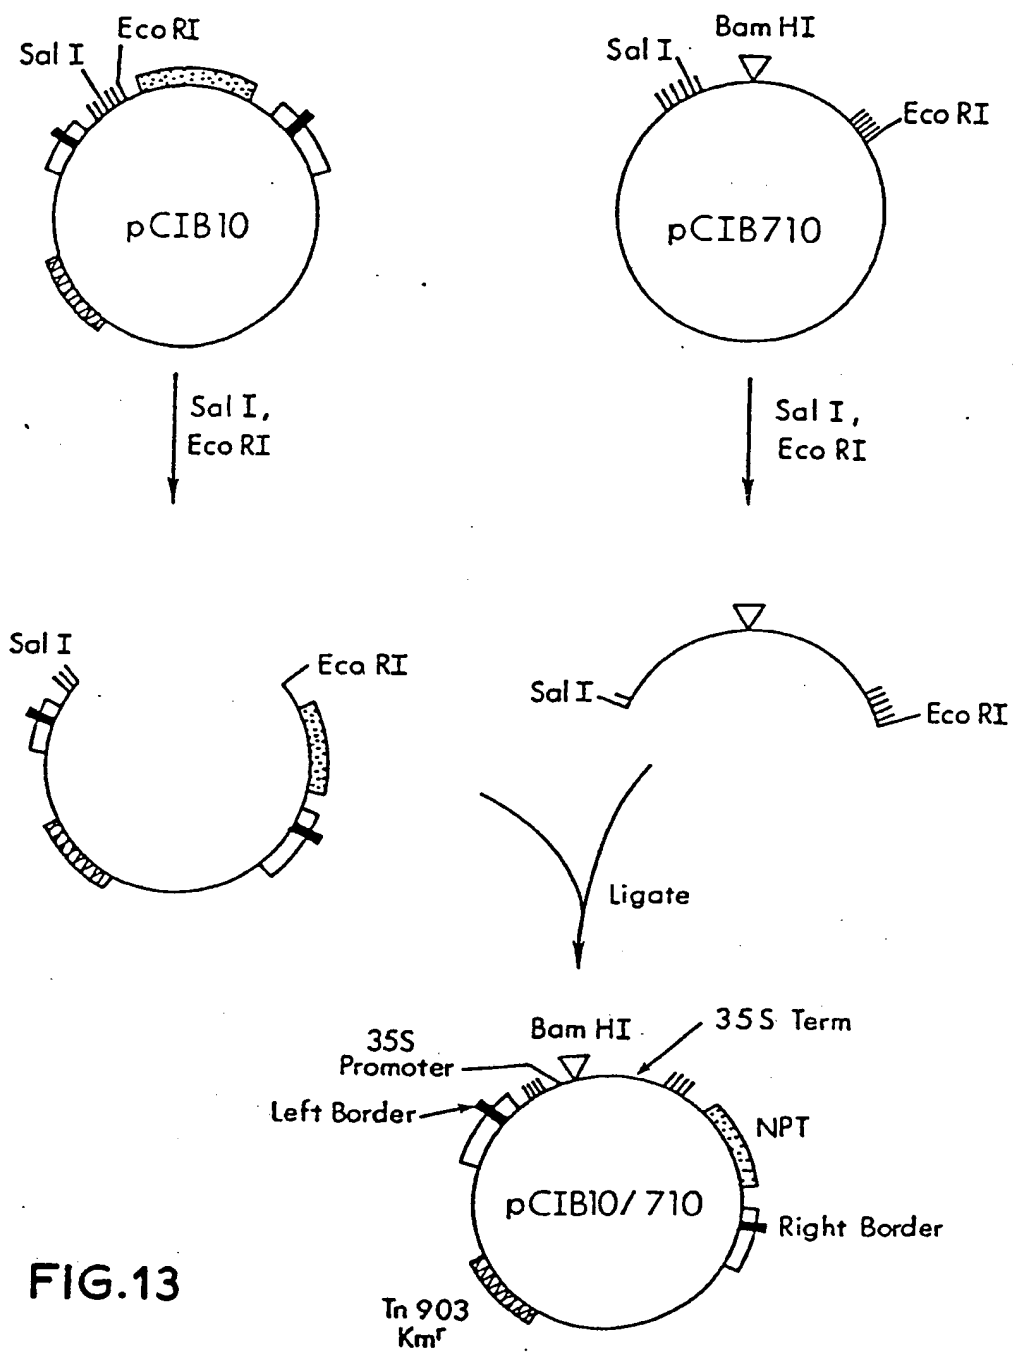 Eco RI
Sal I
pCIB10
Bam HI
Sal I
Eco RI
pCIB710
Sal I,
Eco RI
Sal I,
Eco RI
Sal I
Eca RI
Sal I
Eco RI
Ligate
35S
Promoter
Bam HI
35S Term
Left Border
NPT
pCIB10/710
Right Border
Tn 903
Kmʳ
FIG.13